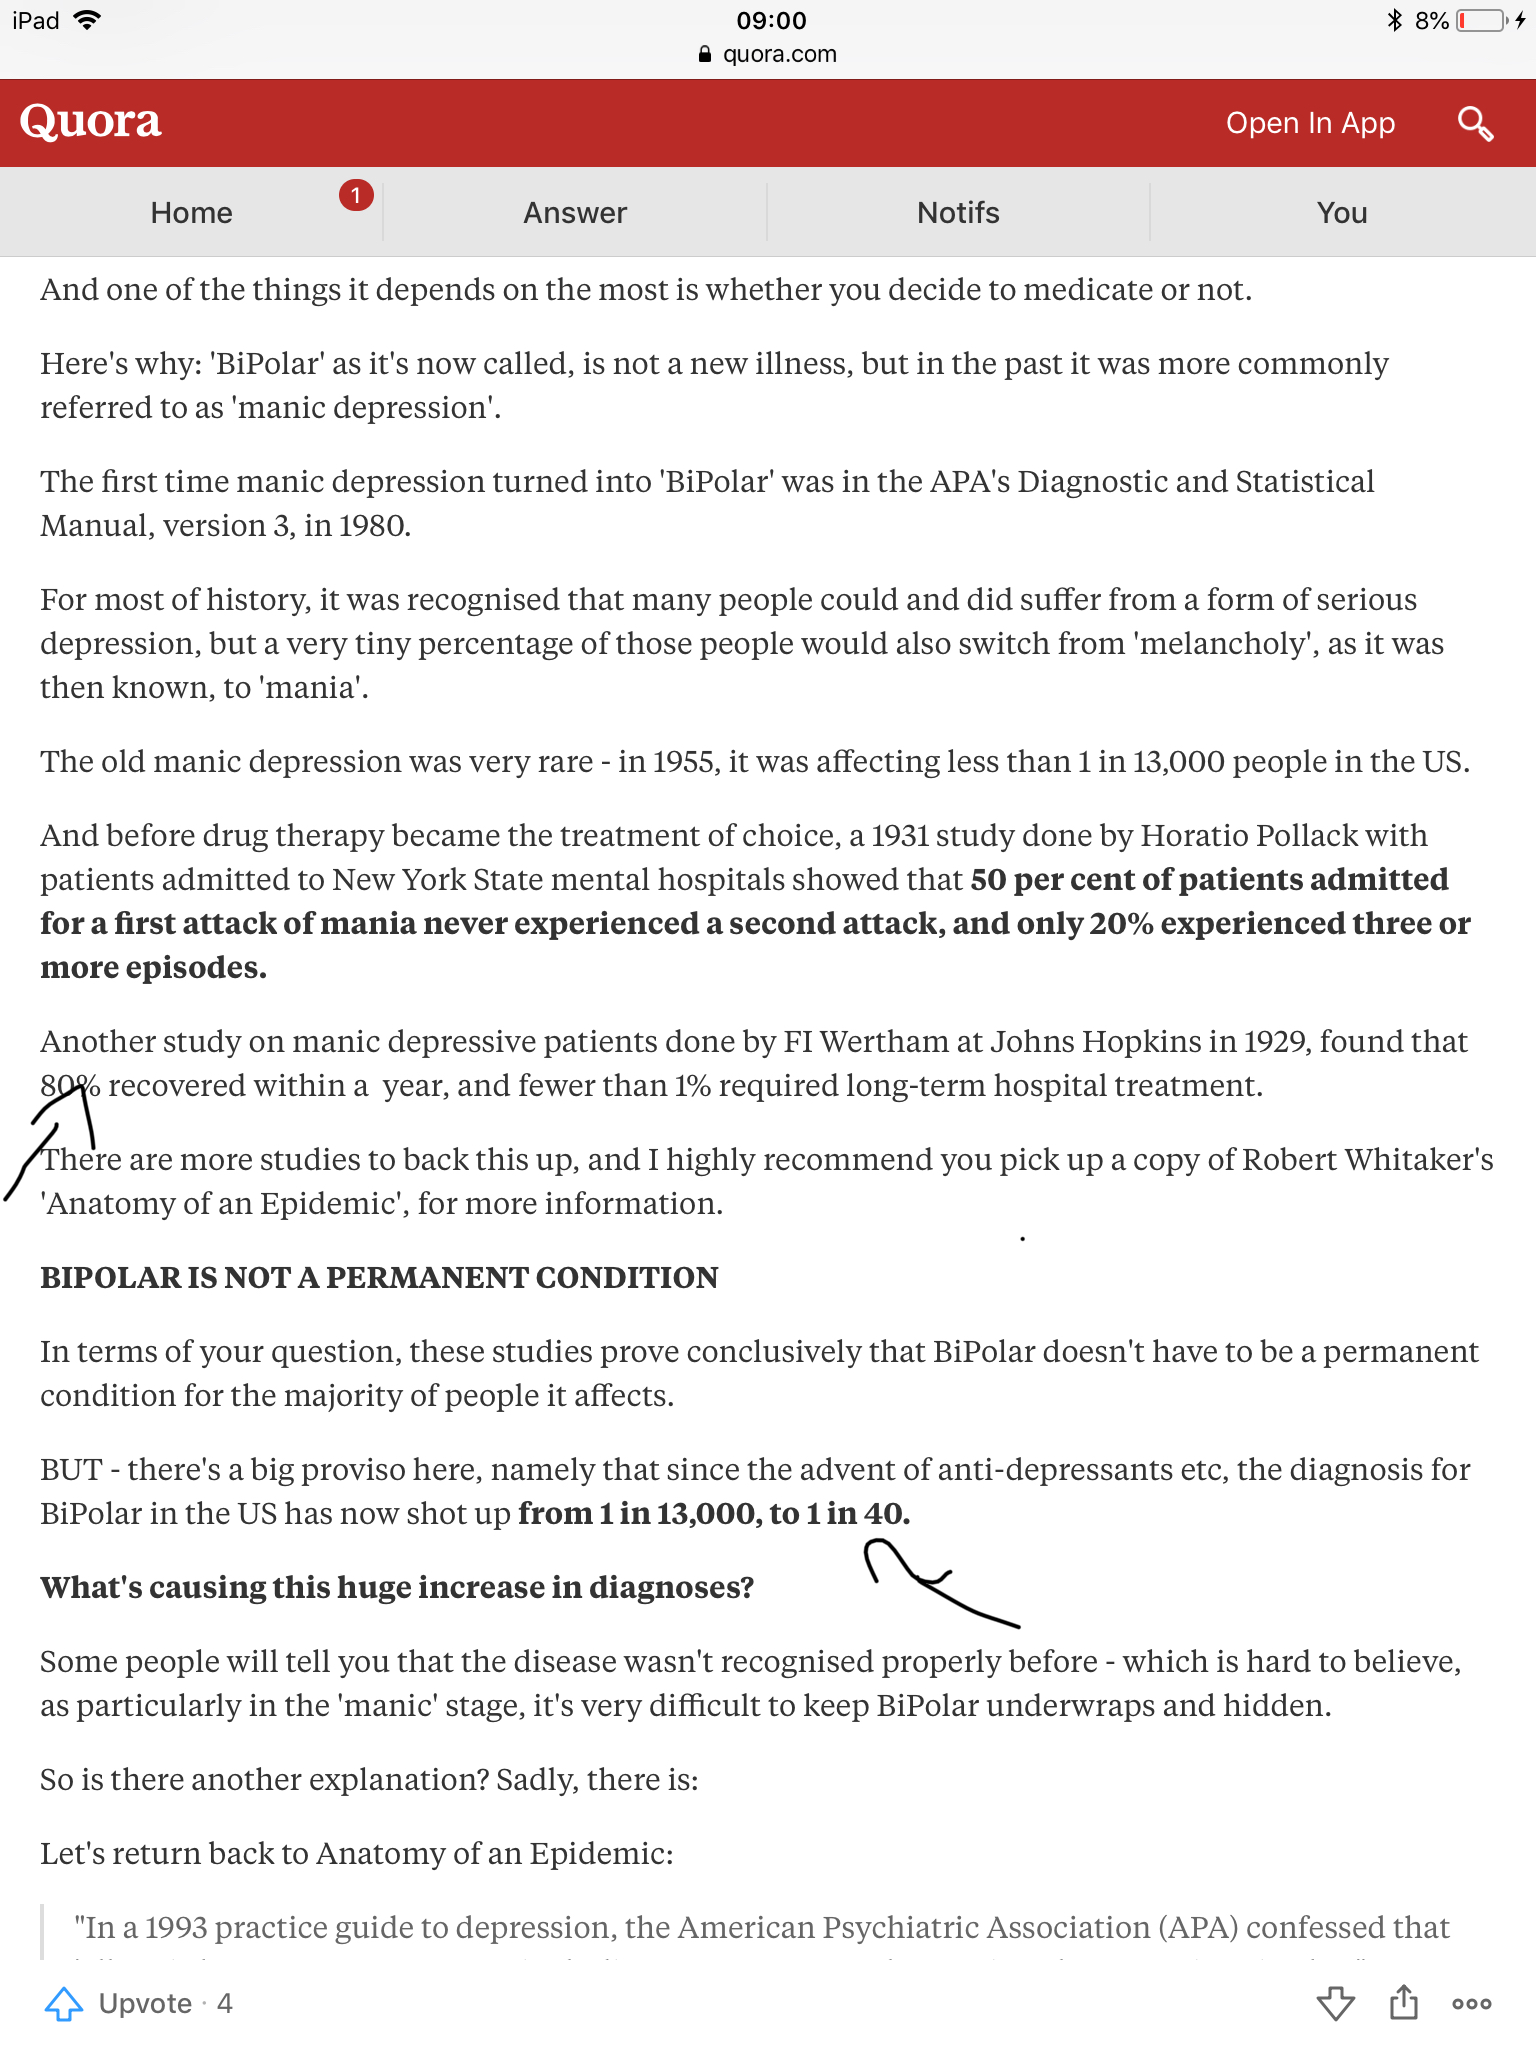 iPad
09:00
8%
quora.com
Quora
Open In App
Home
1
Answer
Notifs
You
And one of the things it depends on the most is whether you decide to medicate or not.
Here's why: 'BiPolar' as it's now called, is not a new illness, but in the past it was more commonly
referred to as 'manic depression'.
The first time manic depression turned into 'BiPolar' was in the APA's Diagnostic and Statistical
Manual, version 3, in 1980.
For most of history, it was recognised that many people could and did suffer from a form of serious
depression, but a very tiny percentage of those people would also switch from 'melancholy', as it was
then known, to 'mania'.
The old manic depression was very rare - in 1955, it was affecting less than 1 in 13,000 people in the US.
And before drug therapy became the treatment of choice, a 1931 study done by Horatio Pollack with
patients admitted to New York State mental hospitals showed that 50 per cent of patients admitted
for a first attack of mania never experienced a second attack, and only 20% experienced three or
more episodes.
Another study on manic depressive patients done by FI Wertham at Johns Hopkins in 1929, found that
80% recovered within a year, and fewer than 1% required long-term hospital treatment.
There are more studies to back this up, and I highly recommend you pick up a copy of Robert Whitaker's
'Anatomy of an Epidemic', for more information.
BIPOLAR IS NOT A PERMANENT CONDITION
In terms of your question, these studies prove conclusively that BiPolar doesn't have to be a permanent
condition for the majority of people it affects.
BUT - there's a big proviso here, namely that since the advent of anti-depressants etc, the diagnosis for
BiPolar in the US has now shot up from 1 in 13,000, to 1 in 40.
What's causing this huge increase in diagnoses?
Some people will tell you that the disease wasn't recognised properly before - which is hard to believe,
as particularly in the 'manic' stage, it's very difficult to keep BiPolar underwraps and hidden.
So is there another explanation? Sadly, there is:
Let's return back to Anatomy of an Epidemic:
"In a 1993 practice guide to depression, the American Psychiatric Association (APA) confessed that
Upvote · 4